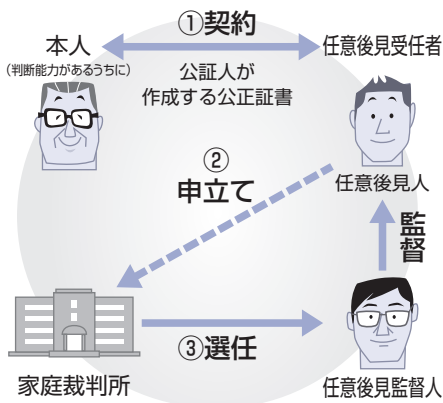 ①契約
本人
任意後見受任者
(判断能力があるうちに)
公証人が
作成する公正証書
②
申立て
任意後見人
監督
③選任
家庭裁判所
任意後見監督人